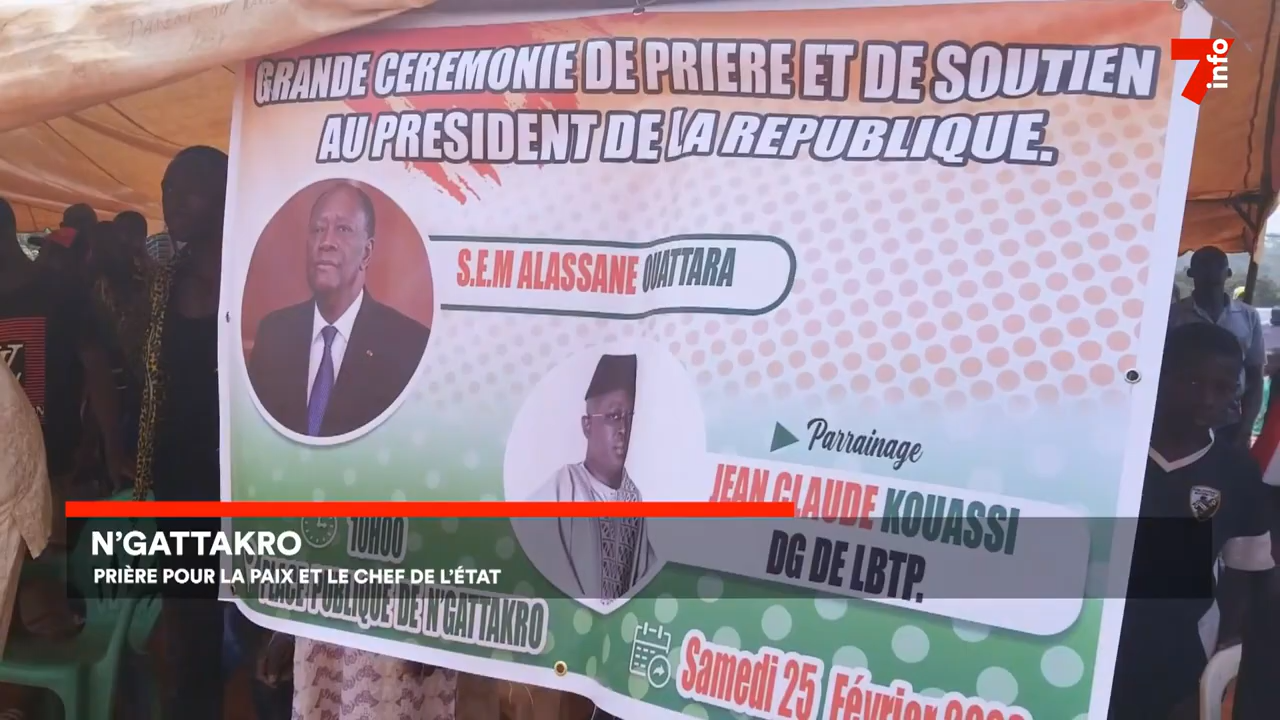 GRANDE CEREMONIE DE PRIERE ET DE SOUTIEN
AU PRESIDENT DE LA REPUBLIQUE.
7info
S.E.M ALASSANE OUATTARA
Parrainage
JEAN CLAUDE KOUASSI
DG DE LBTP.
10H00
PLACE PUBLIQUE DE N'GATTAKRO
Samedi 25 Février
N'GATTAKRO
PRIÈRE POUR LA PAIX ET LE CHEF DE L'ÉTAT